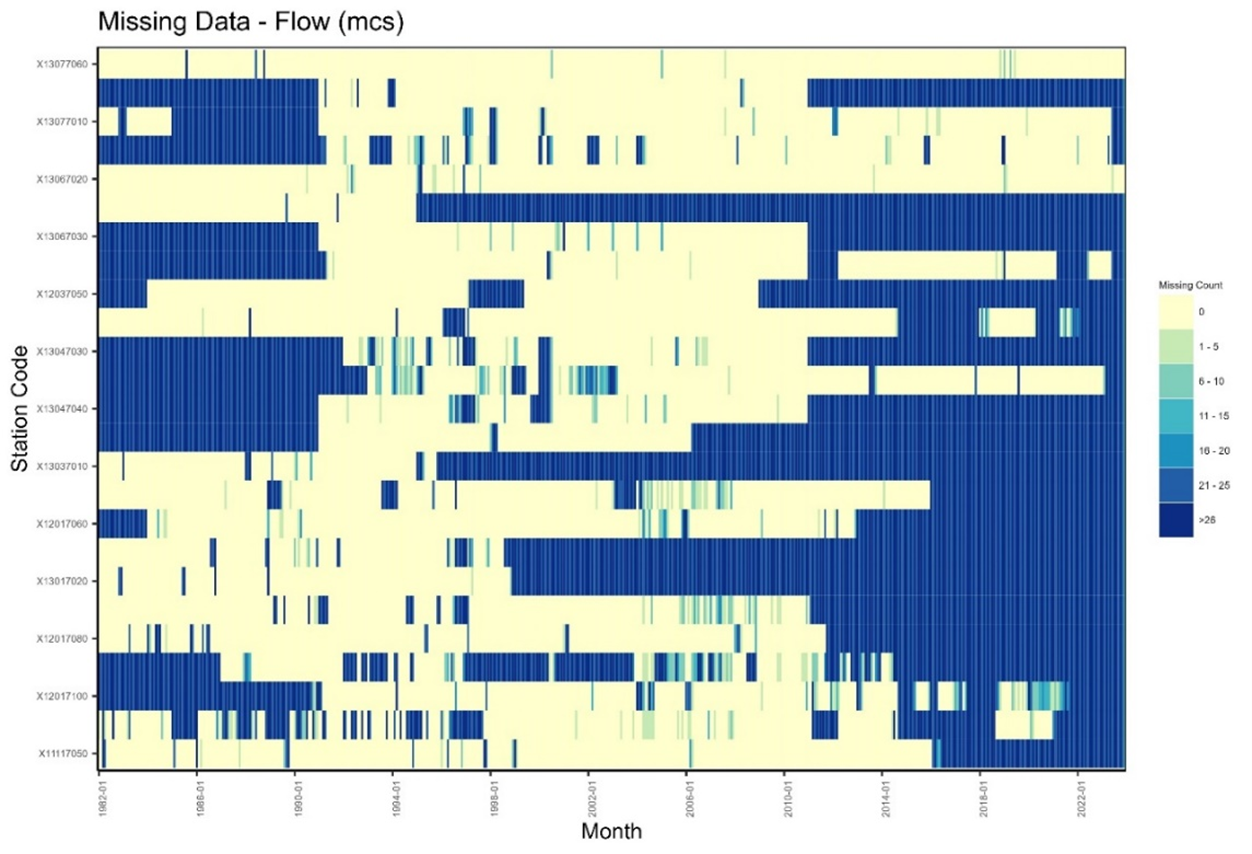 Missing Data - Flow (mcs)
X13077060
X13077010
X13067020
X13067030
X12037050
X13047030
X13047040
X13037010
X12017060
X13017020
X12017080
X12017100
X11117050
Station Code
Missing Count
0
1 - 5
6 - 10
11 - 15
16 - 20
21 - 25
>26
1982-01
1986-01
1990-01
1994-01
1998-01
2002-01
2006-01
2010-01
2014-01
2018-01
2022-01
Month